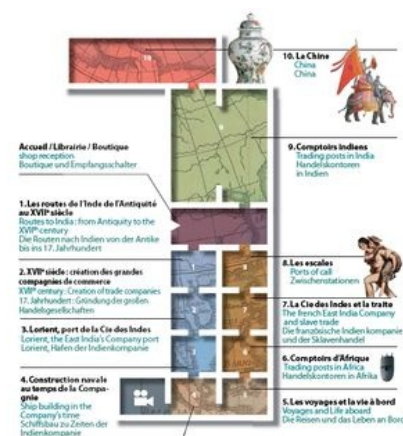 10
10. La Chine
China
China
9
9. Comptoirs indiens
Trading posts in India
Handelskontoren
in Indien
Accueil / Librairie / Boutique
shop reception
Boutique und Empfangsschalter
1. Les routes de l'Inde de l'Antiquité
au XVIIe siècle
Routes to India : from Antiquity to the
XVIIth century
Die Routen nach Indien von der Antike
bis ins 17. Jahrhundert
1
8
8. Les escales
Ports of call
Zwischenstationen
2. XVIIe siècle : création des grandes
compagnies de commerce
XVIIth century : Creation of trade companies
17. Jahrhundert : Gründung der großen
Handelsgesellschaften
2
7. La Cie des Indes et la traite
The french East India Company
and slave trade
Die französische Indien kompanie
und der Sklavenhandel
3. Lorient, port de la Cie des Indes
Lorient, the East India's Company port
Lorient, Hafen der Indienkompanie
6. Comptoirs d'Afrique
Trading posts in Africa
Handelskontoren in Afrika
4. Construction navale
au temps de la Compa-
gnie
Ship building in the
Company's time
Schiffsbau zu Zeiten der
Indienkompanie
5. Les voyages et la vie à bord
Voyages and Life aboard
Die Reisen und das Leben an Bord